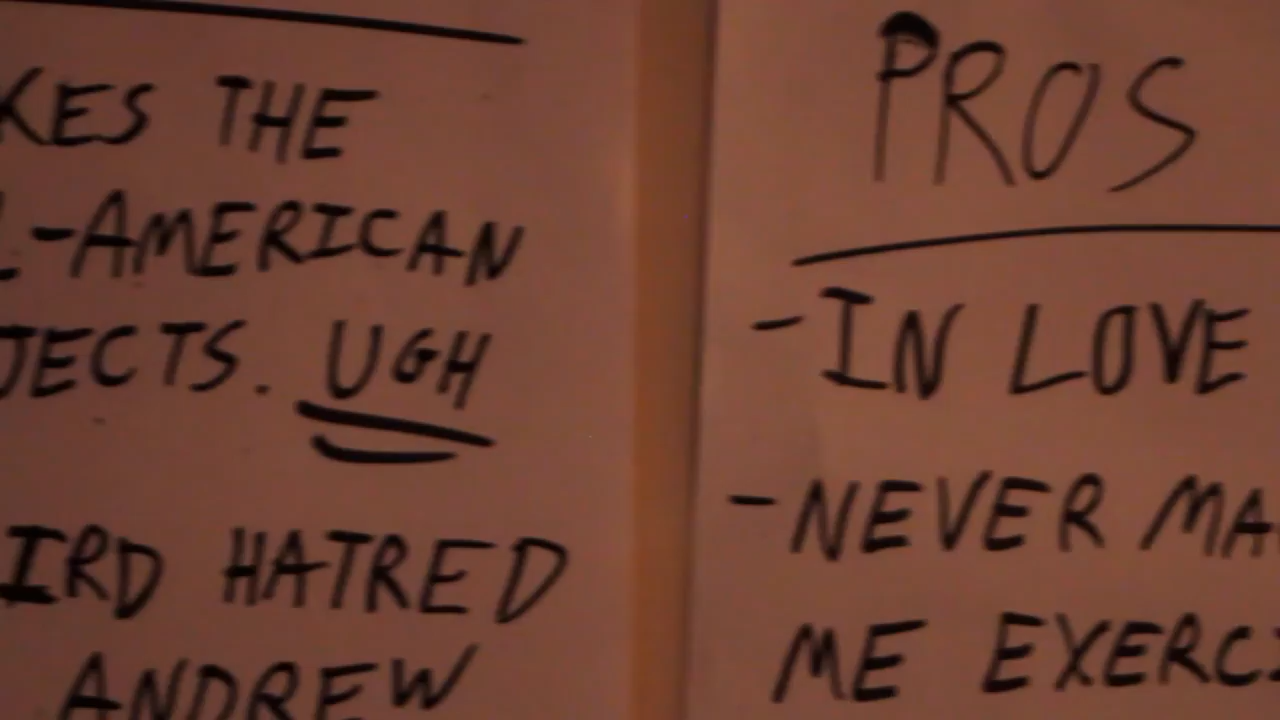 KES THE
L-AMERICAN
JECTS. UGH
IRD HATRED
ANDREW
PROS
-IN LOVE
-NEVER MA
ME EXERC